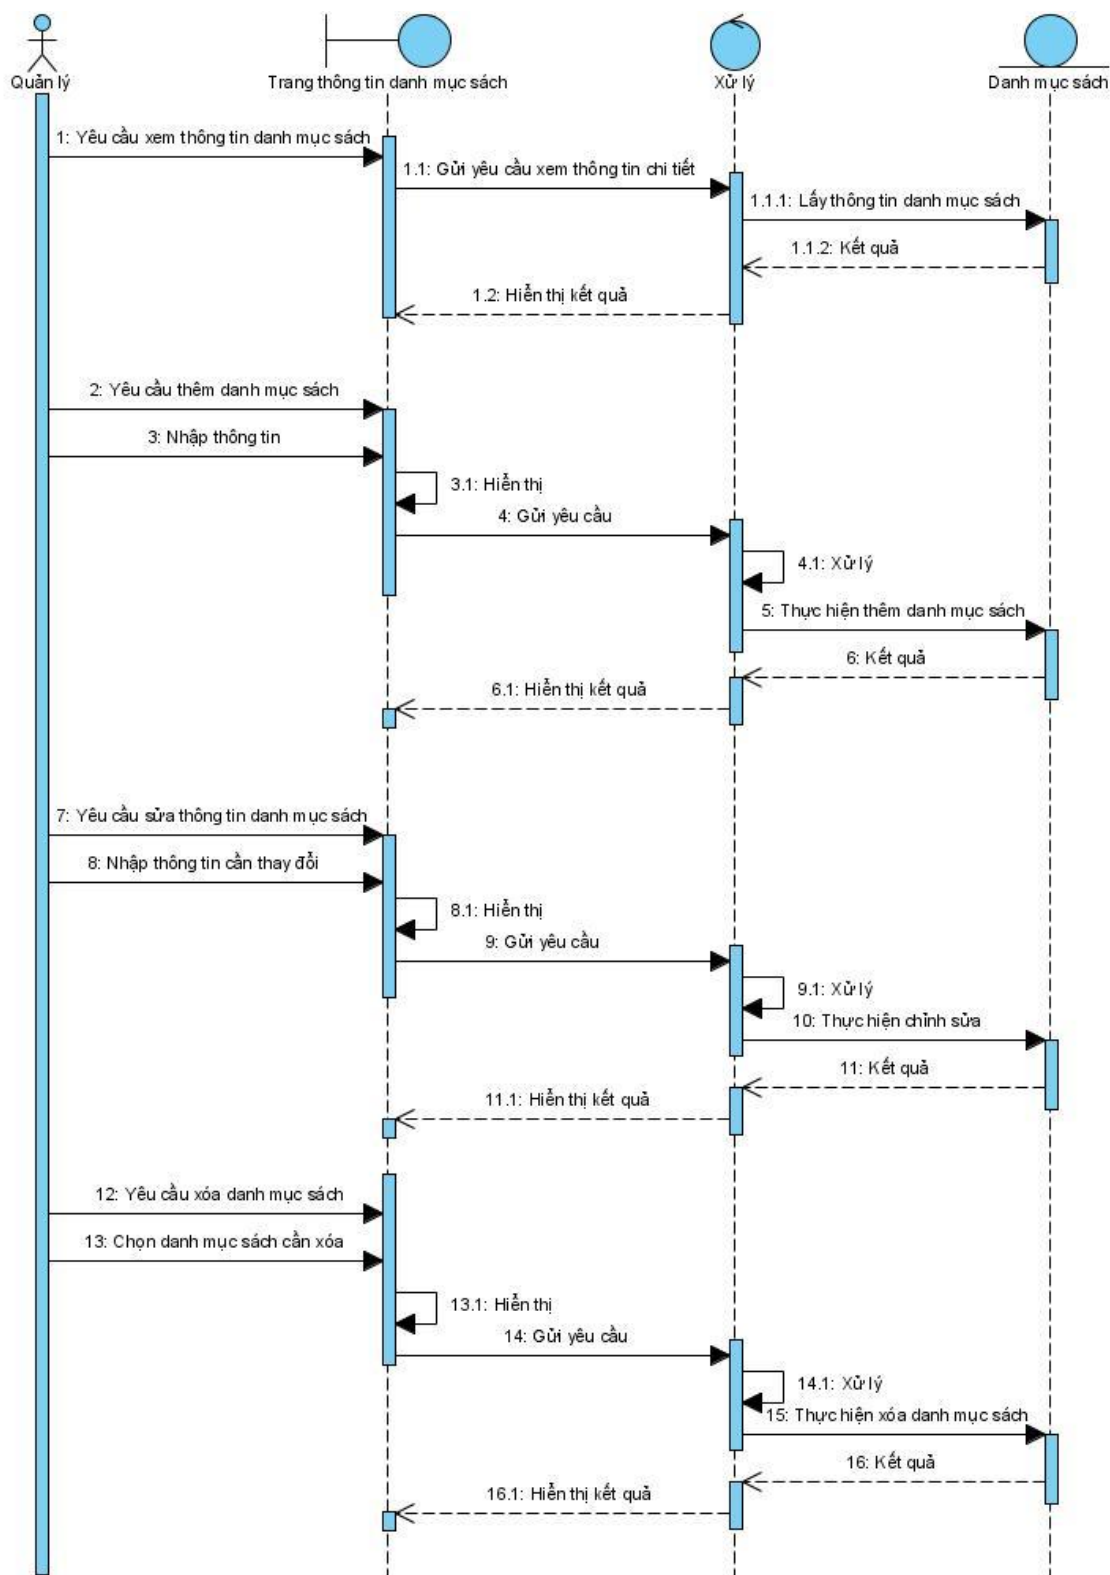 Quản lý
Trang thông tin danh mục sách
Xử lý
Danh mục sách
1: Yêu cầu xem thông tin danh mục sách
1.1: Gửi yêu cầu xem thông tin chi tiết
1.1.1: Lấy thông tin danh mục sách
1.1.2: Kết quả
1.2: Hiển thị kết quả
2: Yêu cầu thêm danh mục sách
3: Nhập thông tin
3.1: Hiển thị
4: Gửi yêu cầu
4.1: Xử lý
5: Thực hiện thêm danh mục sách
6: Kết quả
6.1: Hiển thị kết quả
7: Yêu cầu sửa thông tin danh mục sách
8: Nhập thông tin cần thay đổi
8.1: Hiển thị
9: Gửi yêu cầu
9.1: Xử lý
10: Thực hiện chỉnh sửa
11: Kết quả
11.1: Hiển thị kết quả
12: Yêu cầu xóa danh mục sách
13: Chọn danh mục sách cần xóa
13.1: Hiển thị
14: Gửi yêu cầu
14.1: Xử lý
15: Thực hiện xóa danh mục sách
16: Kết quả
16.1: Hiển thị kết quả